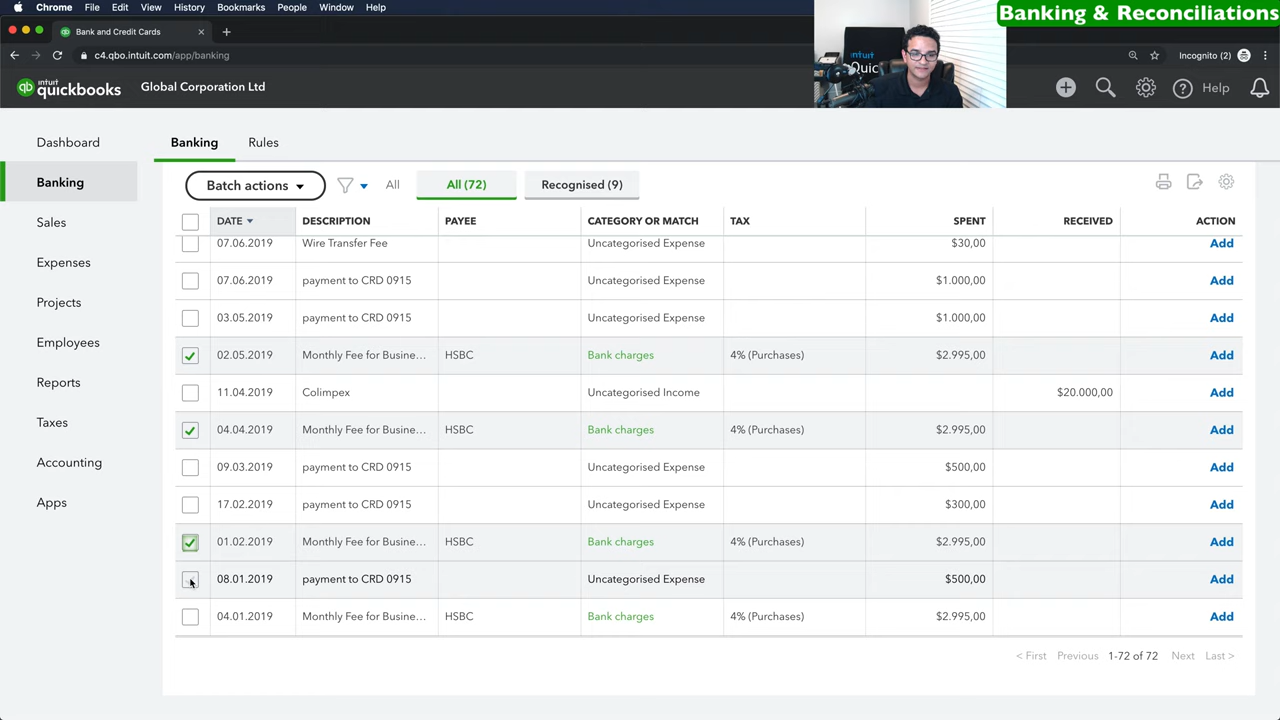 Chrome File Edit View History Bookmarks People Window Help
Banking & Reconciliations
Bank and Credit Cards
c4.qbo.intuit.com/app/bank
Incognito (2)
intuit
Quic
intuit
quickbooks
Global Corporation Ltd
Help
Dashboard
Banking
Sales
Expenses
Projects
Employees
Reports
Taxes
Accounting
Apps
Banking Rules
Batch actions All All (72) Recognised (9)
DATE DESCRIPTION PAYEE CATEGORY OR MATCH TAX SPENT RECEIVED ACTION
07.06.2019 Wire Transfer Fee Uncategorised Expense $30,00 Add
07.06.2019 payment to CRD 0915 Uncategorised Expense $1.000,00 Add
03.05.2019 payment to CRD 0915 Uncategorised Expense $1.000,00 Add
02.05.2019 Monthly Fee for Busine... HSBC Bank charges 4% (Purchases) $2.995,00 Add
11.04.2019 Colimpex Uncategorised Income $20.000,00 Add
04.04.2019 Monthly Fee for Busine... HSBC Bank charges 4% (Purchases) $2.995,00 Add
09.03.2019 payment to CRD 0915 Uncategorised Expense $500,00 Add
17.02.2019 payment to CRD 0915 Uncategorised Expense $300,00 Add
01.02.2019 Monthly Fee for Busine... HSBC Bank charges 4% (Purchases) $2.995,00 Add
08.01.2019 payment to CRD 0915 Uncategorised Expense $500,00 Add
04.01.2019 Monthly Fee for Busine... HSBC Bank charges 4% (Purchases) $2.995,00 Add
< First Previous 1-72 of 72 Next Last >